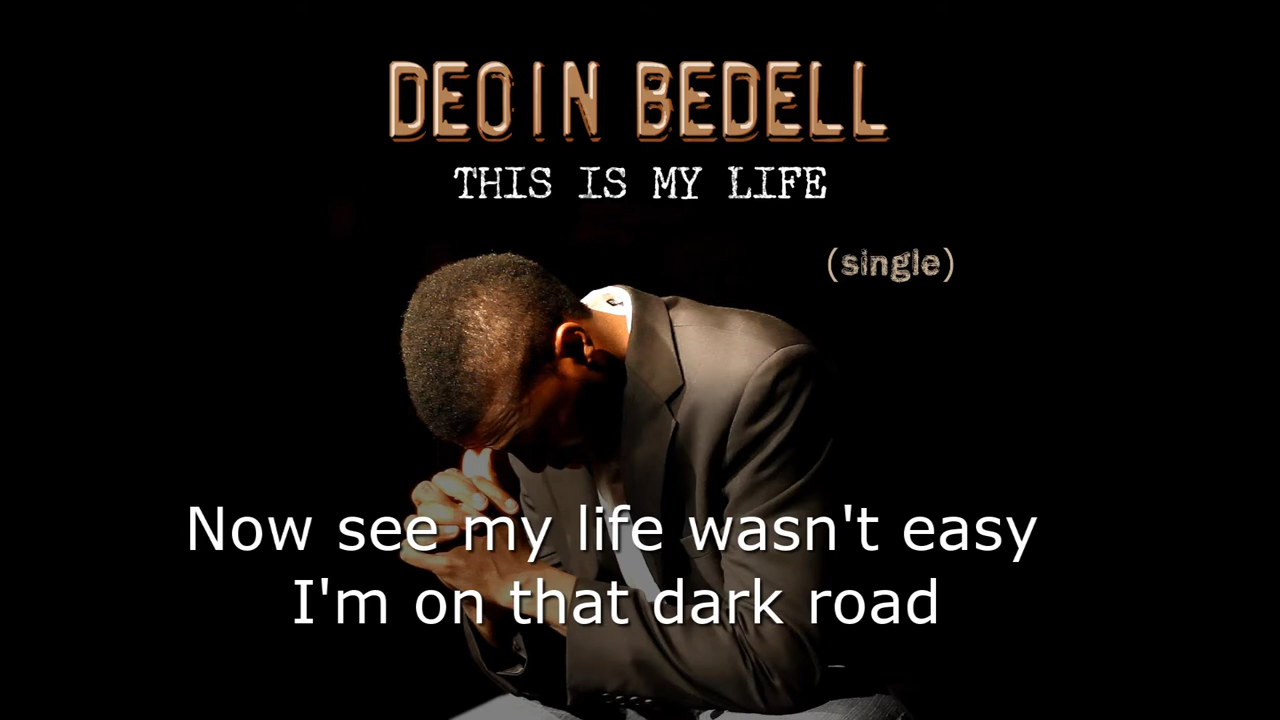 DEOIN BEDELL
THIS IS MY LIFE
(single)
Now see my life wasn't easy
I'm on that dark road